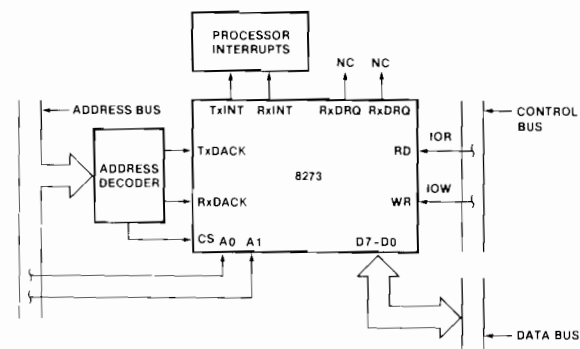 PROCESSOR
INTERRUPTS
NC NC
ADDRESS BUS
TxINT RxINT RxDRQ RxDRQ
CONTROL
BUS
ADDRESS
DECODER
TxDACK
8273
RD
IOR
RxDACK
WR
IOW
CS A0 A1
D7-D0
DATA BUS